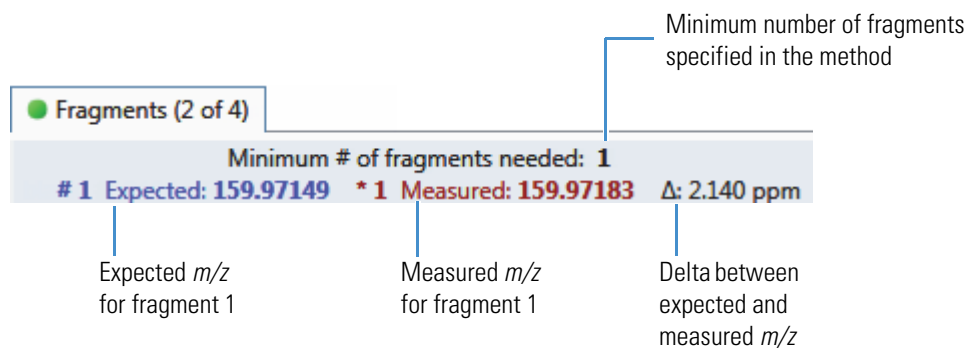 Minimum number of fragments
specified in the method
Fragments (2 of 4)
Minimum # of fragments needed: 1
# 1 Expected: 159.97149 * 1 Measured: 159.97183 Δ: 2.140 ppm
Expected m/z
for fragment 1
Measured m/z
for fragment 1
Delta between
expected and
measured m/z